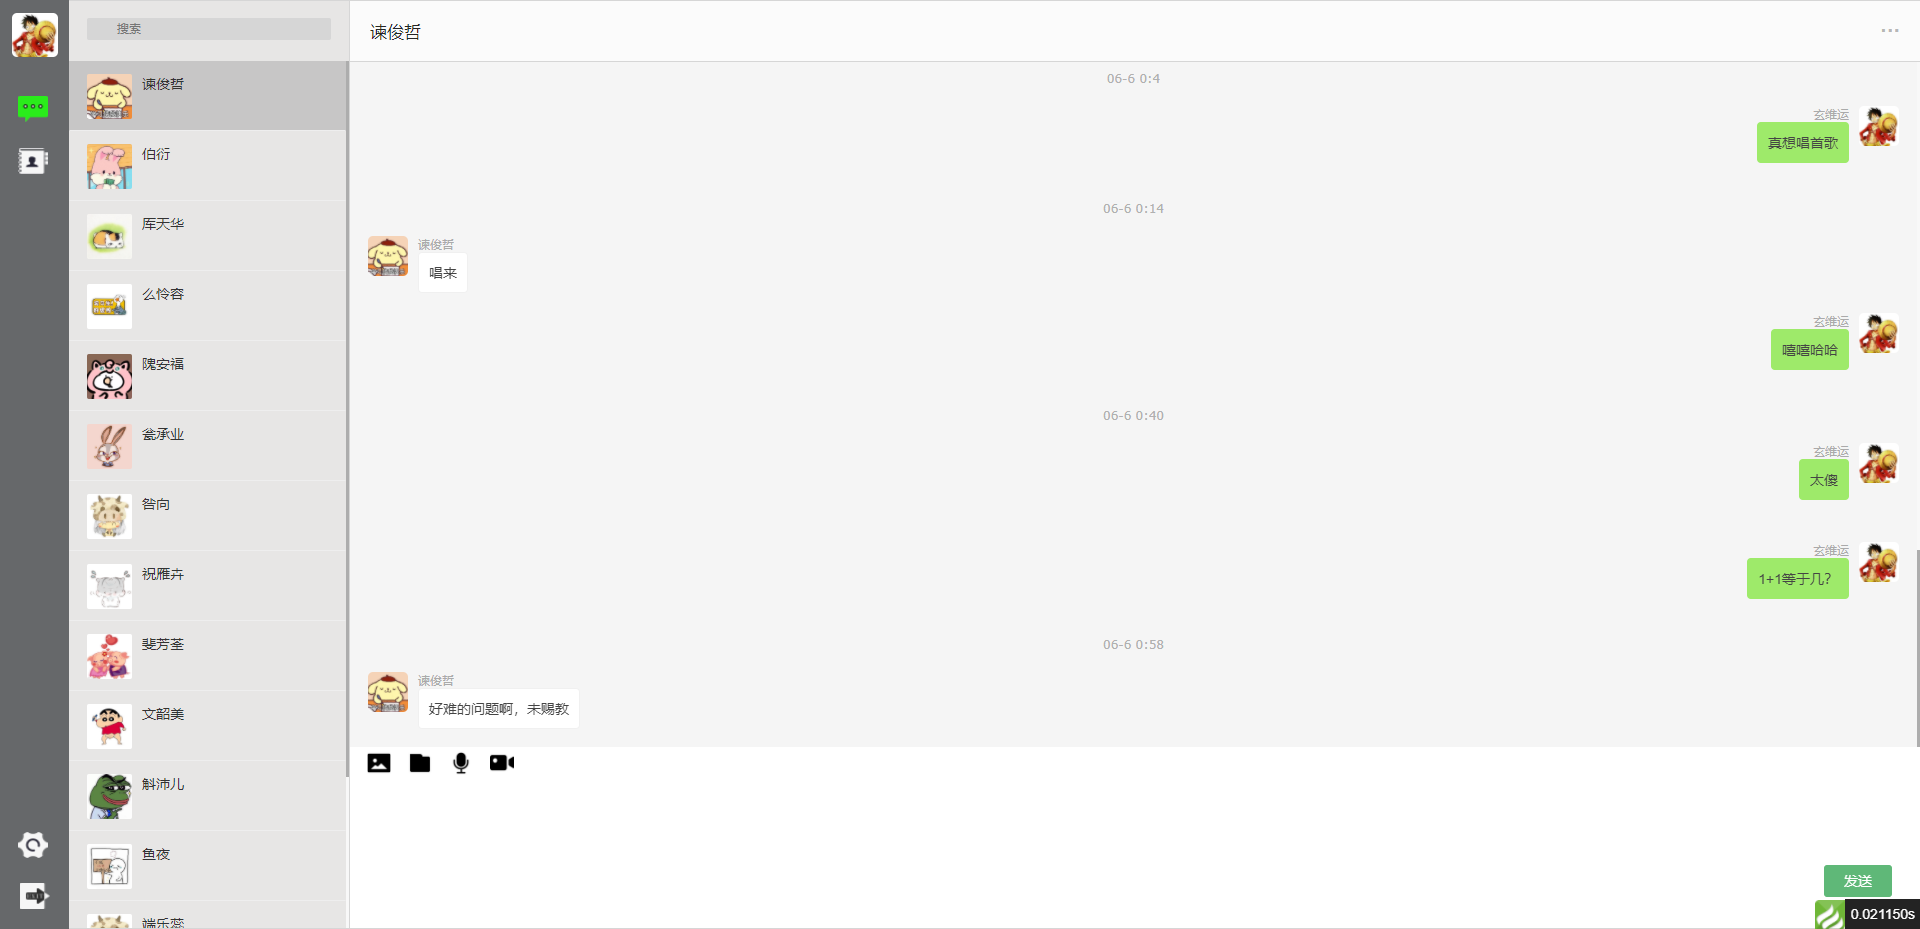 搜索
谏俊哲
伯衍
厍天华
么怜容
隗安福
瓮承业
昝向
祝雁卉
斐芳荃
文韶美
斛沛儿
鱼夜
端乐蕊
谏俊哲
06-6 0:4
玄维运
真想唱首歌
06-6 0:14
谏俊哲
唱来
玄维运
嘻嘻哈哈
06-6 0:40
玄维运
太傻
玄维运
1+1等于几?
06-6 0:58
谏俊哲
好难的问题啊，未赐教
发送
0.021150s